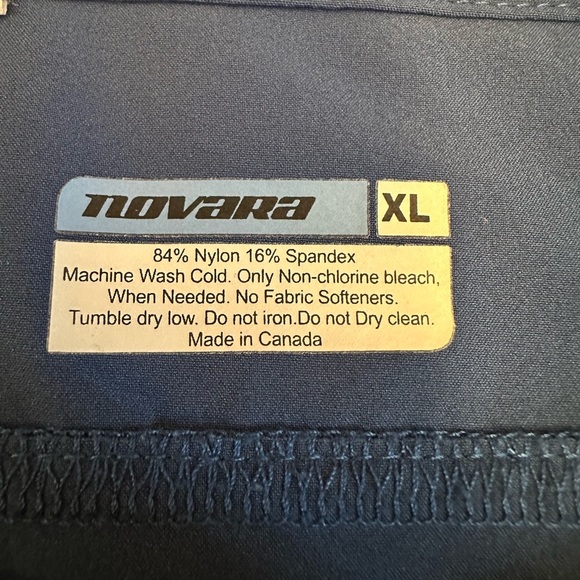 novara XL
84% Nylon 16% Spandex
Machine Wash Cold. Only Non-chlorine bleach,
When Needed. No Fabric Softeners.
Tumble dry low. Do not iron.Do not Dry clean.
Made in Canada